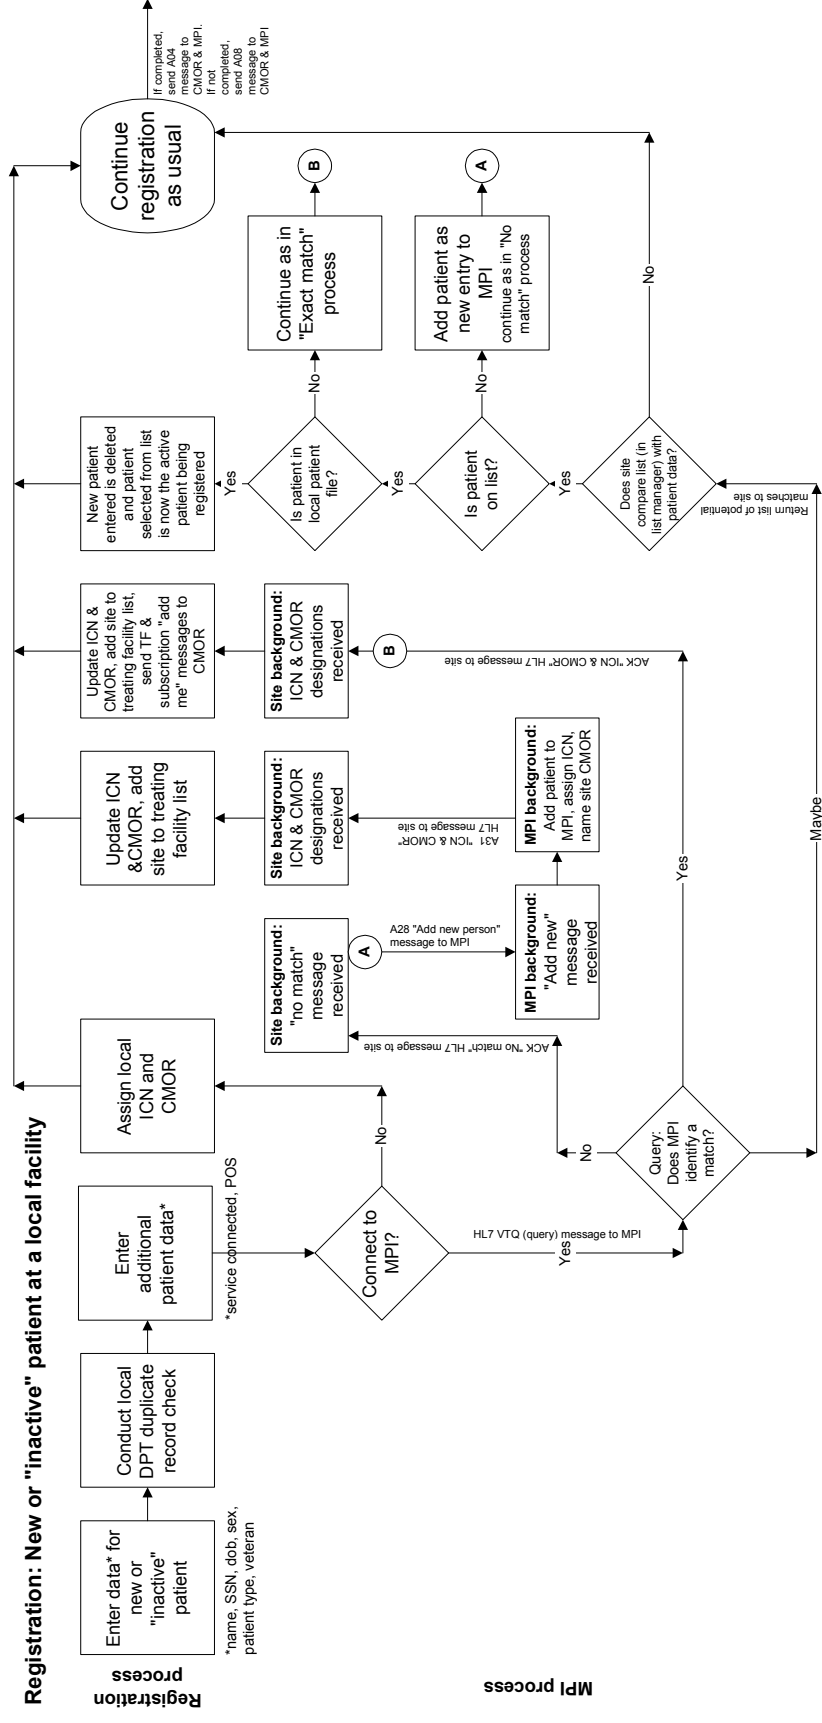 Registration: New or "inactive" patient at a local facility
Registration
process
MPI process
Enter data* for
new or
"inactive"
patient
*name, SSN, dob, sex,
patient type, veteran
Conduct local
DPT duplicate
record check
Enter
additional
patient data*
*service connected, POS
Connect to
MPI?
No
Yes
HL7 VTQ (query) message to MPI
Assign local
ICN and
CMOR
Query:
Does MPI
identify a
match?
No
Yes
Maybe
ACK "No match" HL7 message to site
Site background:
"no match"
message
received
A
A28 "Add new person"
message to MPI
MPI background:
"Add new"
message
received
MPI background:
Add patient to
MPI, assign ICN,
name site CMOR
A31 "ICN & CMOR"
HL7 message to site
Site background:
ICN & CMOR
designations
received
Update ICN
&CMOR, add
site to treating
facility list
ACK "ICN & CMOR"HL7 message to site
B
Site background:
ICN & CMOR
designations
received
Update ICN &
CMOR, add site to
treating facility list,
send TF &
subscription "add
me" messages to
CMOR
Return list of potential
matches to site
Does site
compare list (in
list manager) with
patient data?
Yes
No
Is patient
on list?
Yes
No
Add patient as
new entry to
MPI
continue as in "No
match" process
A
Is patient in
local patient
file?
Yes
No
Continue as in
"Exact match"
process
B
New patient
entered is deleted
and patient
selected from list
is now the active
patient being
registered
Continue
registration
as usual
If completed,
send A04
message to
CMOR & MPI.
If not
completed,
send A08
message to
CMOR & MPI